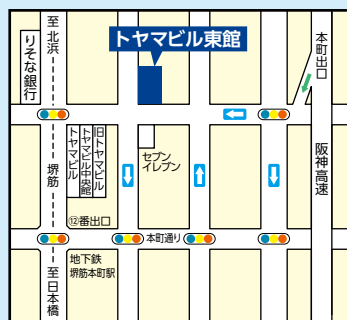 至北浜
りそな銀行
トヤマビル東館
本町出口
阪神高速
堺筋
トヤマビル
トヤマビル中央館
旧トヤマビル
セブン
イレブン
⑫番出口
本町通り
地下鉄
堺筋本町駅
至日本橋